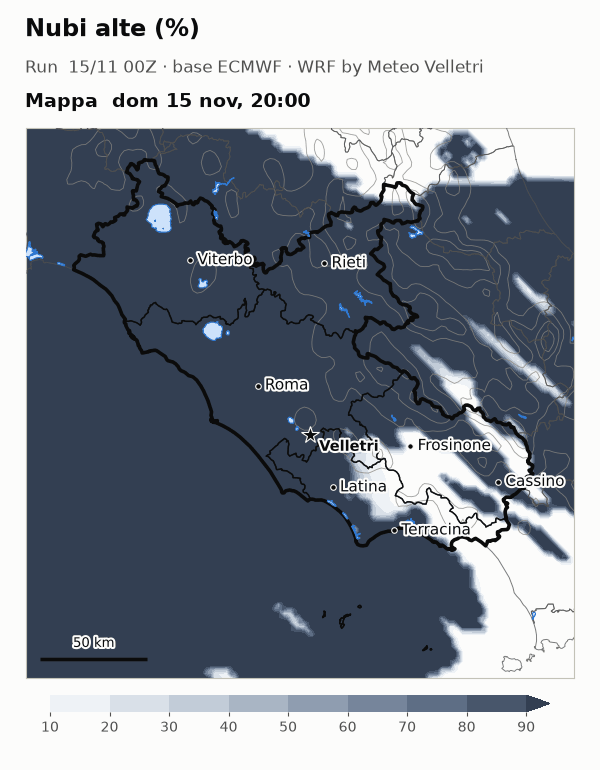 Nubi alte (%)
Run 15/11 00Z · base ECMWF · WRF by Meteo Velletri
Mappa dom 15 nov, 20:00
Viterbo
Rieti
Roma
Velletri
Frosinone
Cassino
Latina
Terracina
50 km
10 20 30 40 50 60 70 80 90